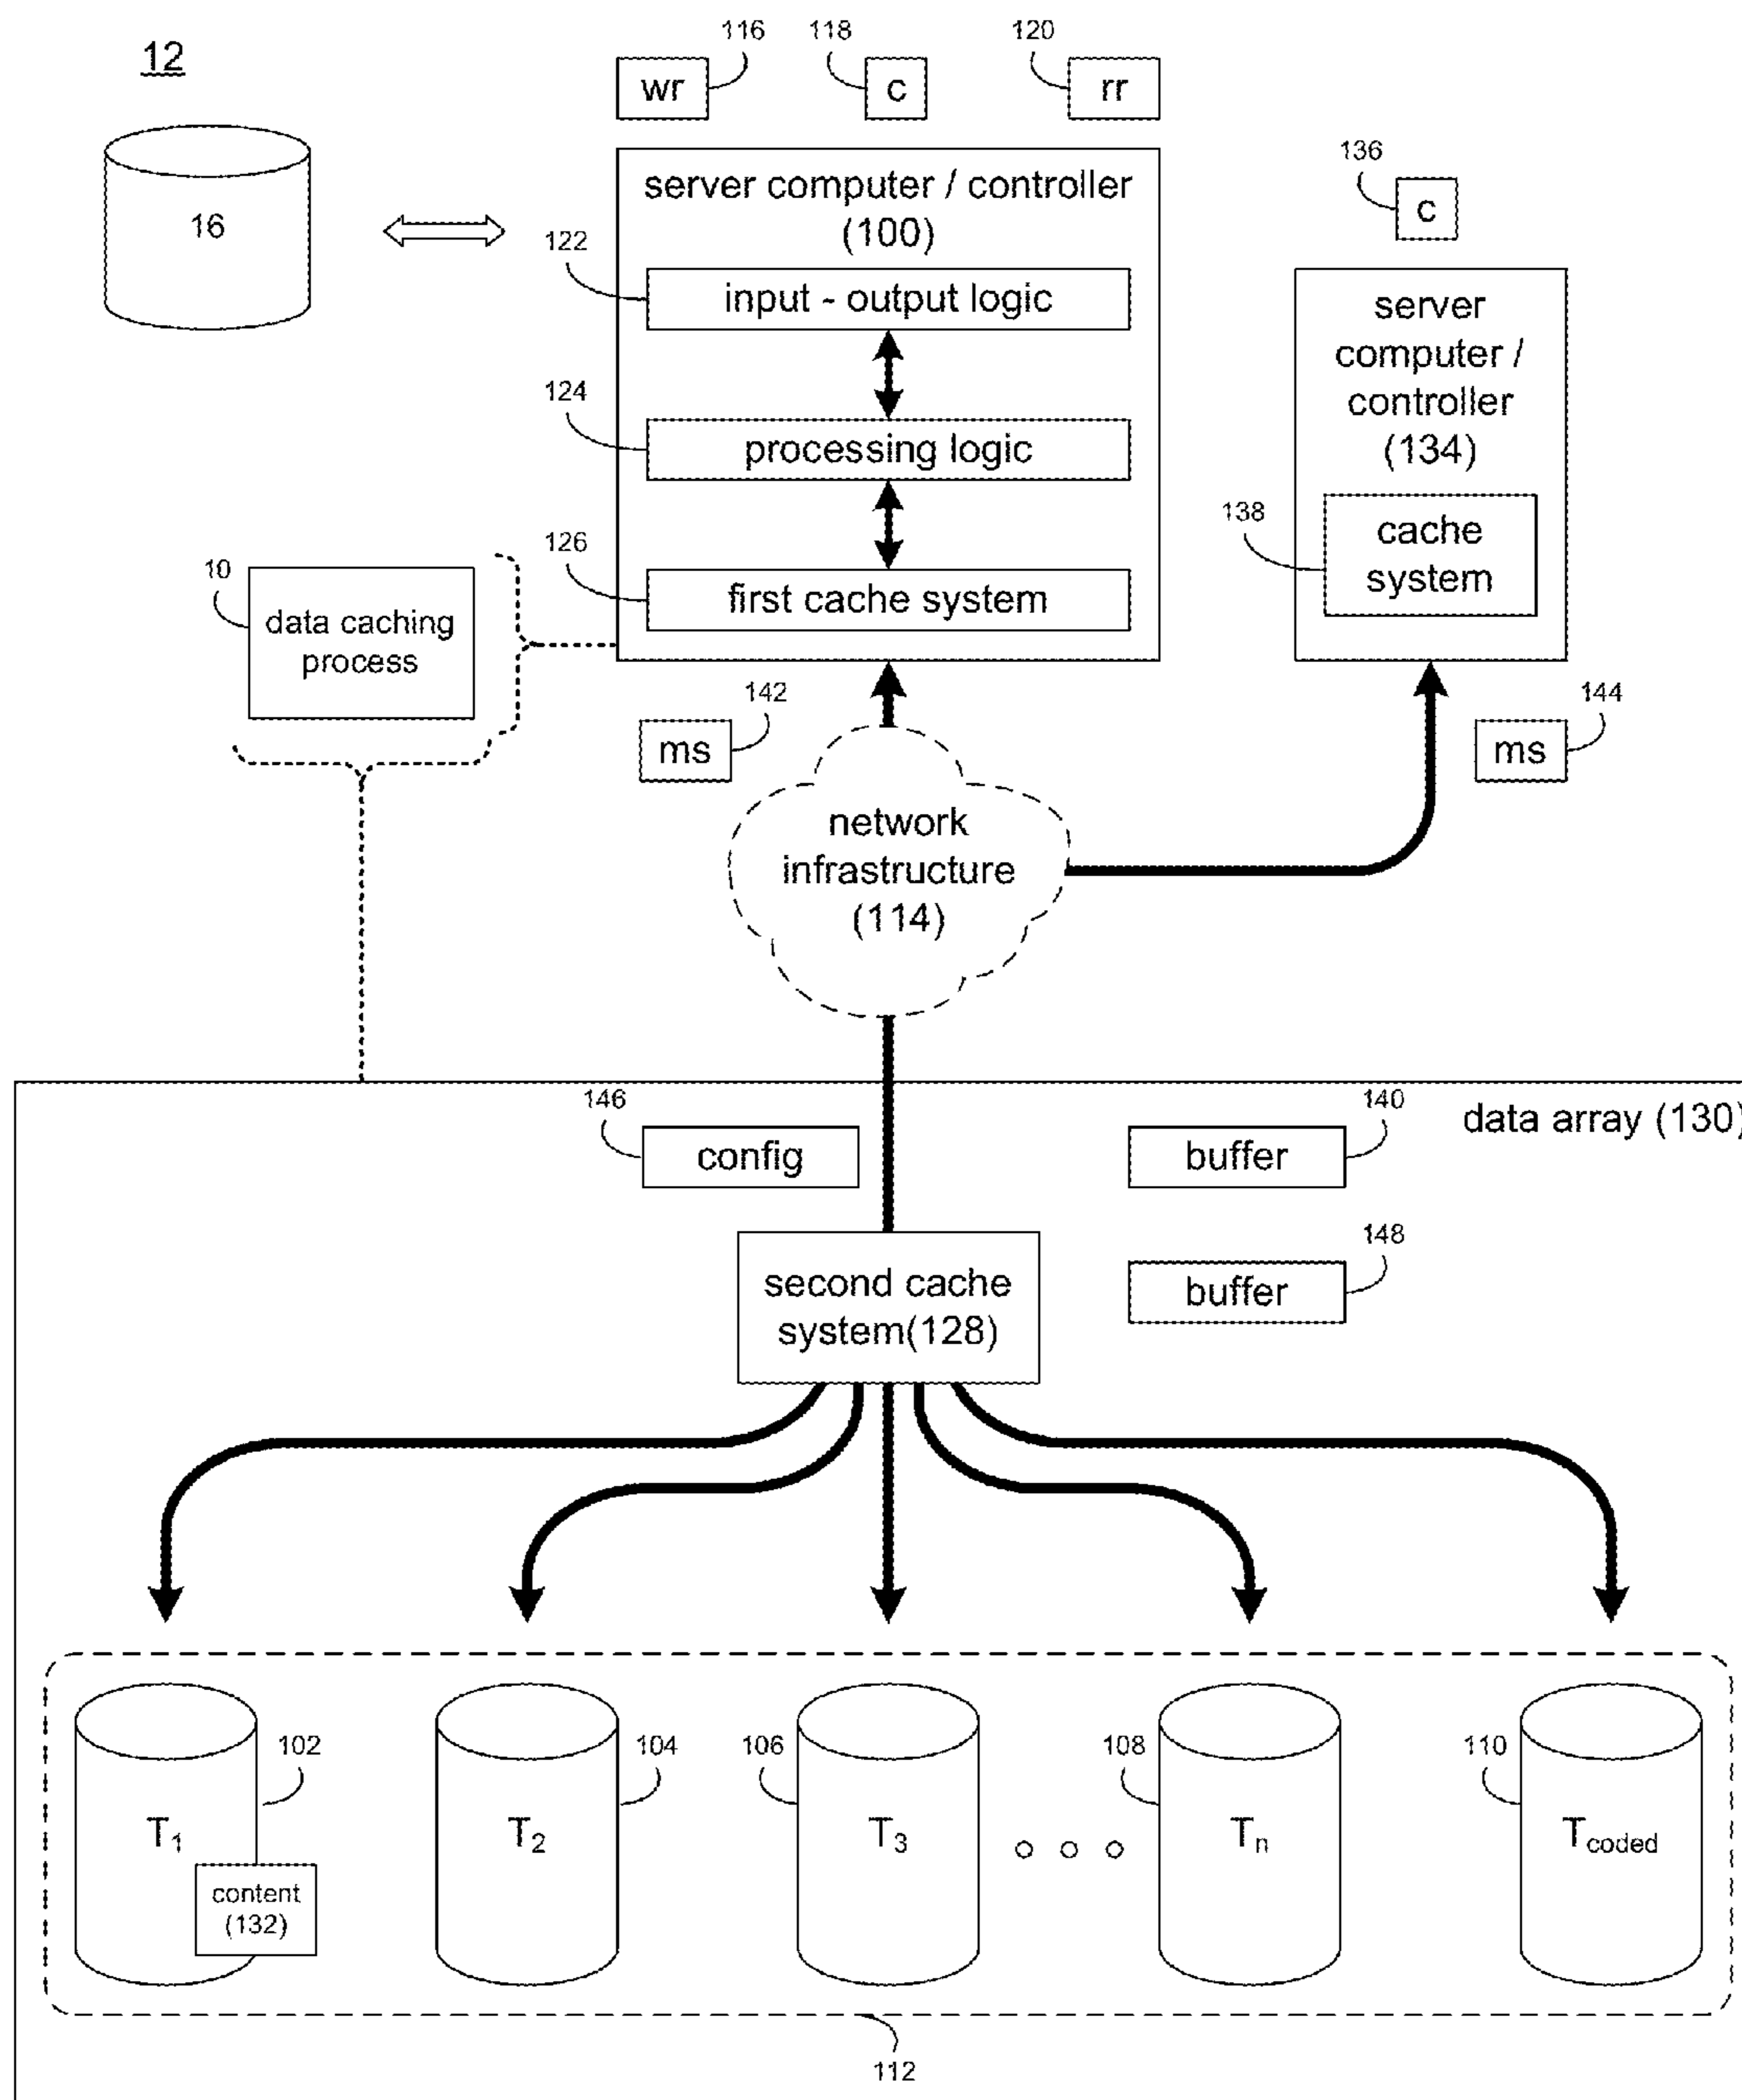 12
116
118
120
wr
c
rr
16
server computer / controller
(100)
122
input - output logic
124
processing logic
126
first cache system
136
c
server
computer /
controller
(134)
138
cache
system
10
data caching
process
142
ms
144
ms
network
infrastructure
(114)
data array (130)
146
config
140
buffer
148
buffer
second cache
system(128)
102
T1
content
(132)
104
T2
106
T3
108
Tn
110
Tcoded
112